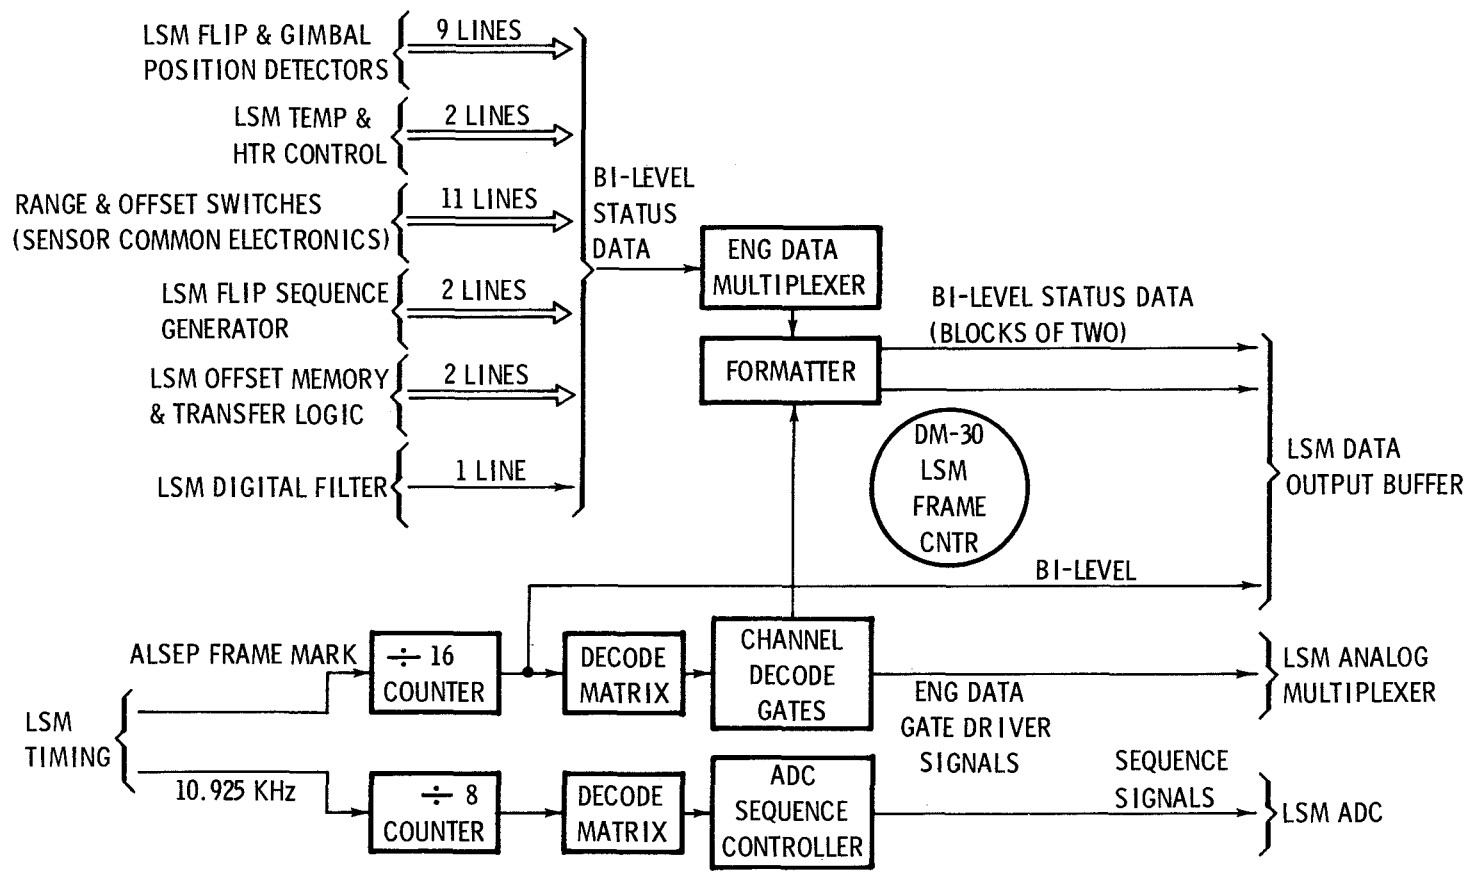 LSM FLIP & GIMBAL
POSITION DETECTORS
9 LINES
LSM TEMP &
HTR CONTROL
2 LINES
RANGE & OFFSET SWITCHES
(SENSOR COMMON ELECTRONICS)
11 LINES
LSM FLIP SEQUENCE
GENERATOR
2 LINES
LSM OFFSET MEMORY
& TRANSFER LOGIC
2 LINES
LSM DIGITAL FILTER
1 LINE
BI-LEVEL
STATUS
DATA
ENG DATA
MULTIPLEXER
FORMATTER
BI-LEVEL STATUS DATA
(BLOCKS OF TWO)
DM-30
LSM
FRAME
CNTR
LSM DATA
OUTPUT BUFFER
BI-LEVEL
LSM
TIMING
ALSEP FRAME MARK
÷ 16
COUNTER
DECODE
MATRIX
CHANNEL
DECODE
GATES
ENG DATA
GATE DRIVER
SIGNALS
LSM ANALOG
MULTIPLEXER
10.925 KHz
÷ 8
COUNTER
DECODE
MATRIX
ADC
SEQUENCE
CONTROLLER
SEQUENCE
SIGNALS
LSM ADC